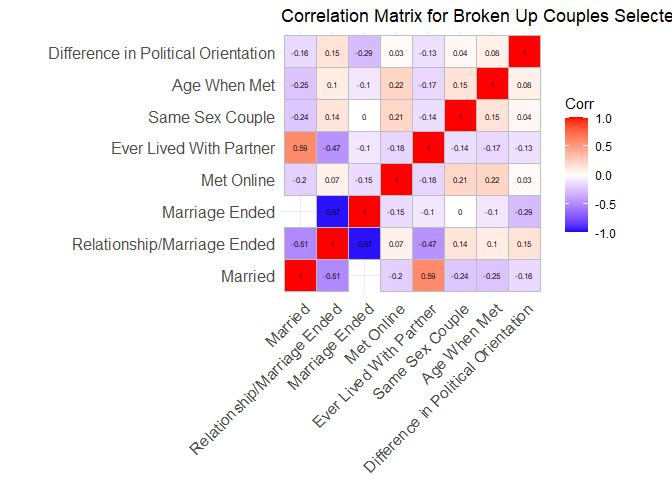 Correlation Matrix for Broken Up Couples Selecte
Difference in Political Orientation -0.16 0.15 -0.29 0.03 -0.13 0.04 0.08 1
Age When Met -0.25 0.1 -0.1 0.22 -0.17 0.15 1 0.08
Same Sex Couple -0.24 0.14 0 0.21 -0.14 1 0.15 0.04
Ever Lived With Partner 0.59 -0.47 -0.1 -0.18 1 -0.14 -0.17 -0.13
Met Online -0.2 0.07 -0.15 1 -0.18 0.21 0.22 0.03
Marriage Ended -0.97 1 -0.15 -0.1 0 -0.1 -0.29
Relationship/Marriage Ended -0.51 1 -0.97 0.07 -0.47 0.14 0.1 0.15
Married 1 -0.51 -0.2 0.59 -0.24 -0.25 -0.16
Married
Relationship/Marriage Ended
Marriage Ended
Met Online
Ever Lived With Partner
Same Sex Couple
Age When Met
Difference in Political Orientation
Corr
1.0
0.5
0.0
-0.5
-1.0